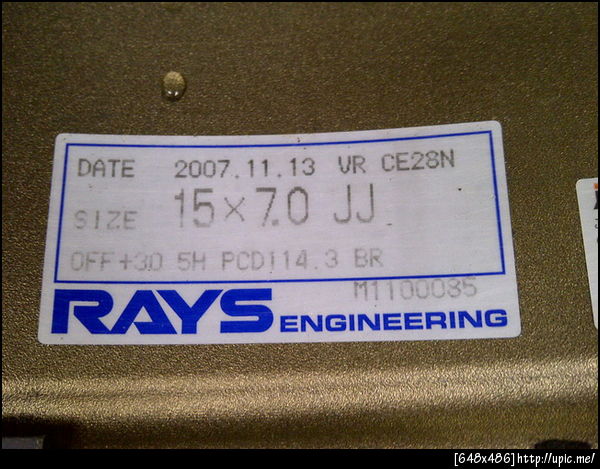 DATE 2007.11.13 VR CE28N
SIZE 15×7.0 JJ
OFF+30 5H PCD114.3 BR
M1100085
RAYS ENGINEERING
[648x486]http://upic.me/